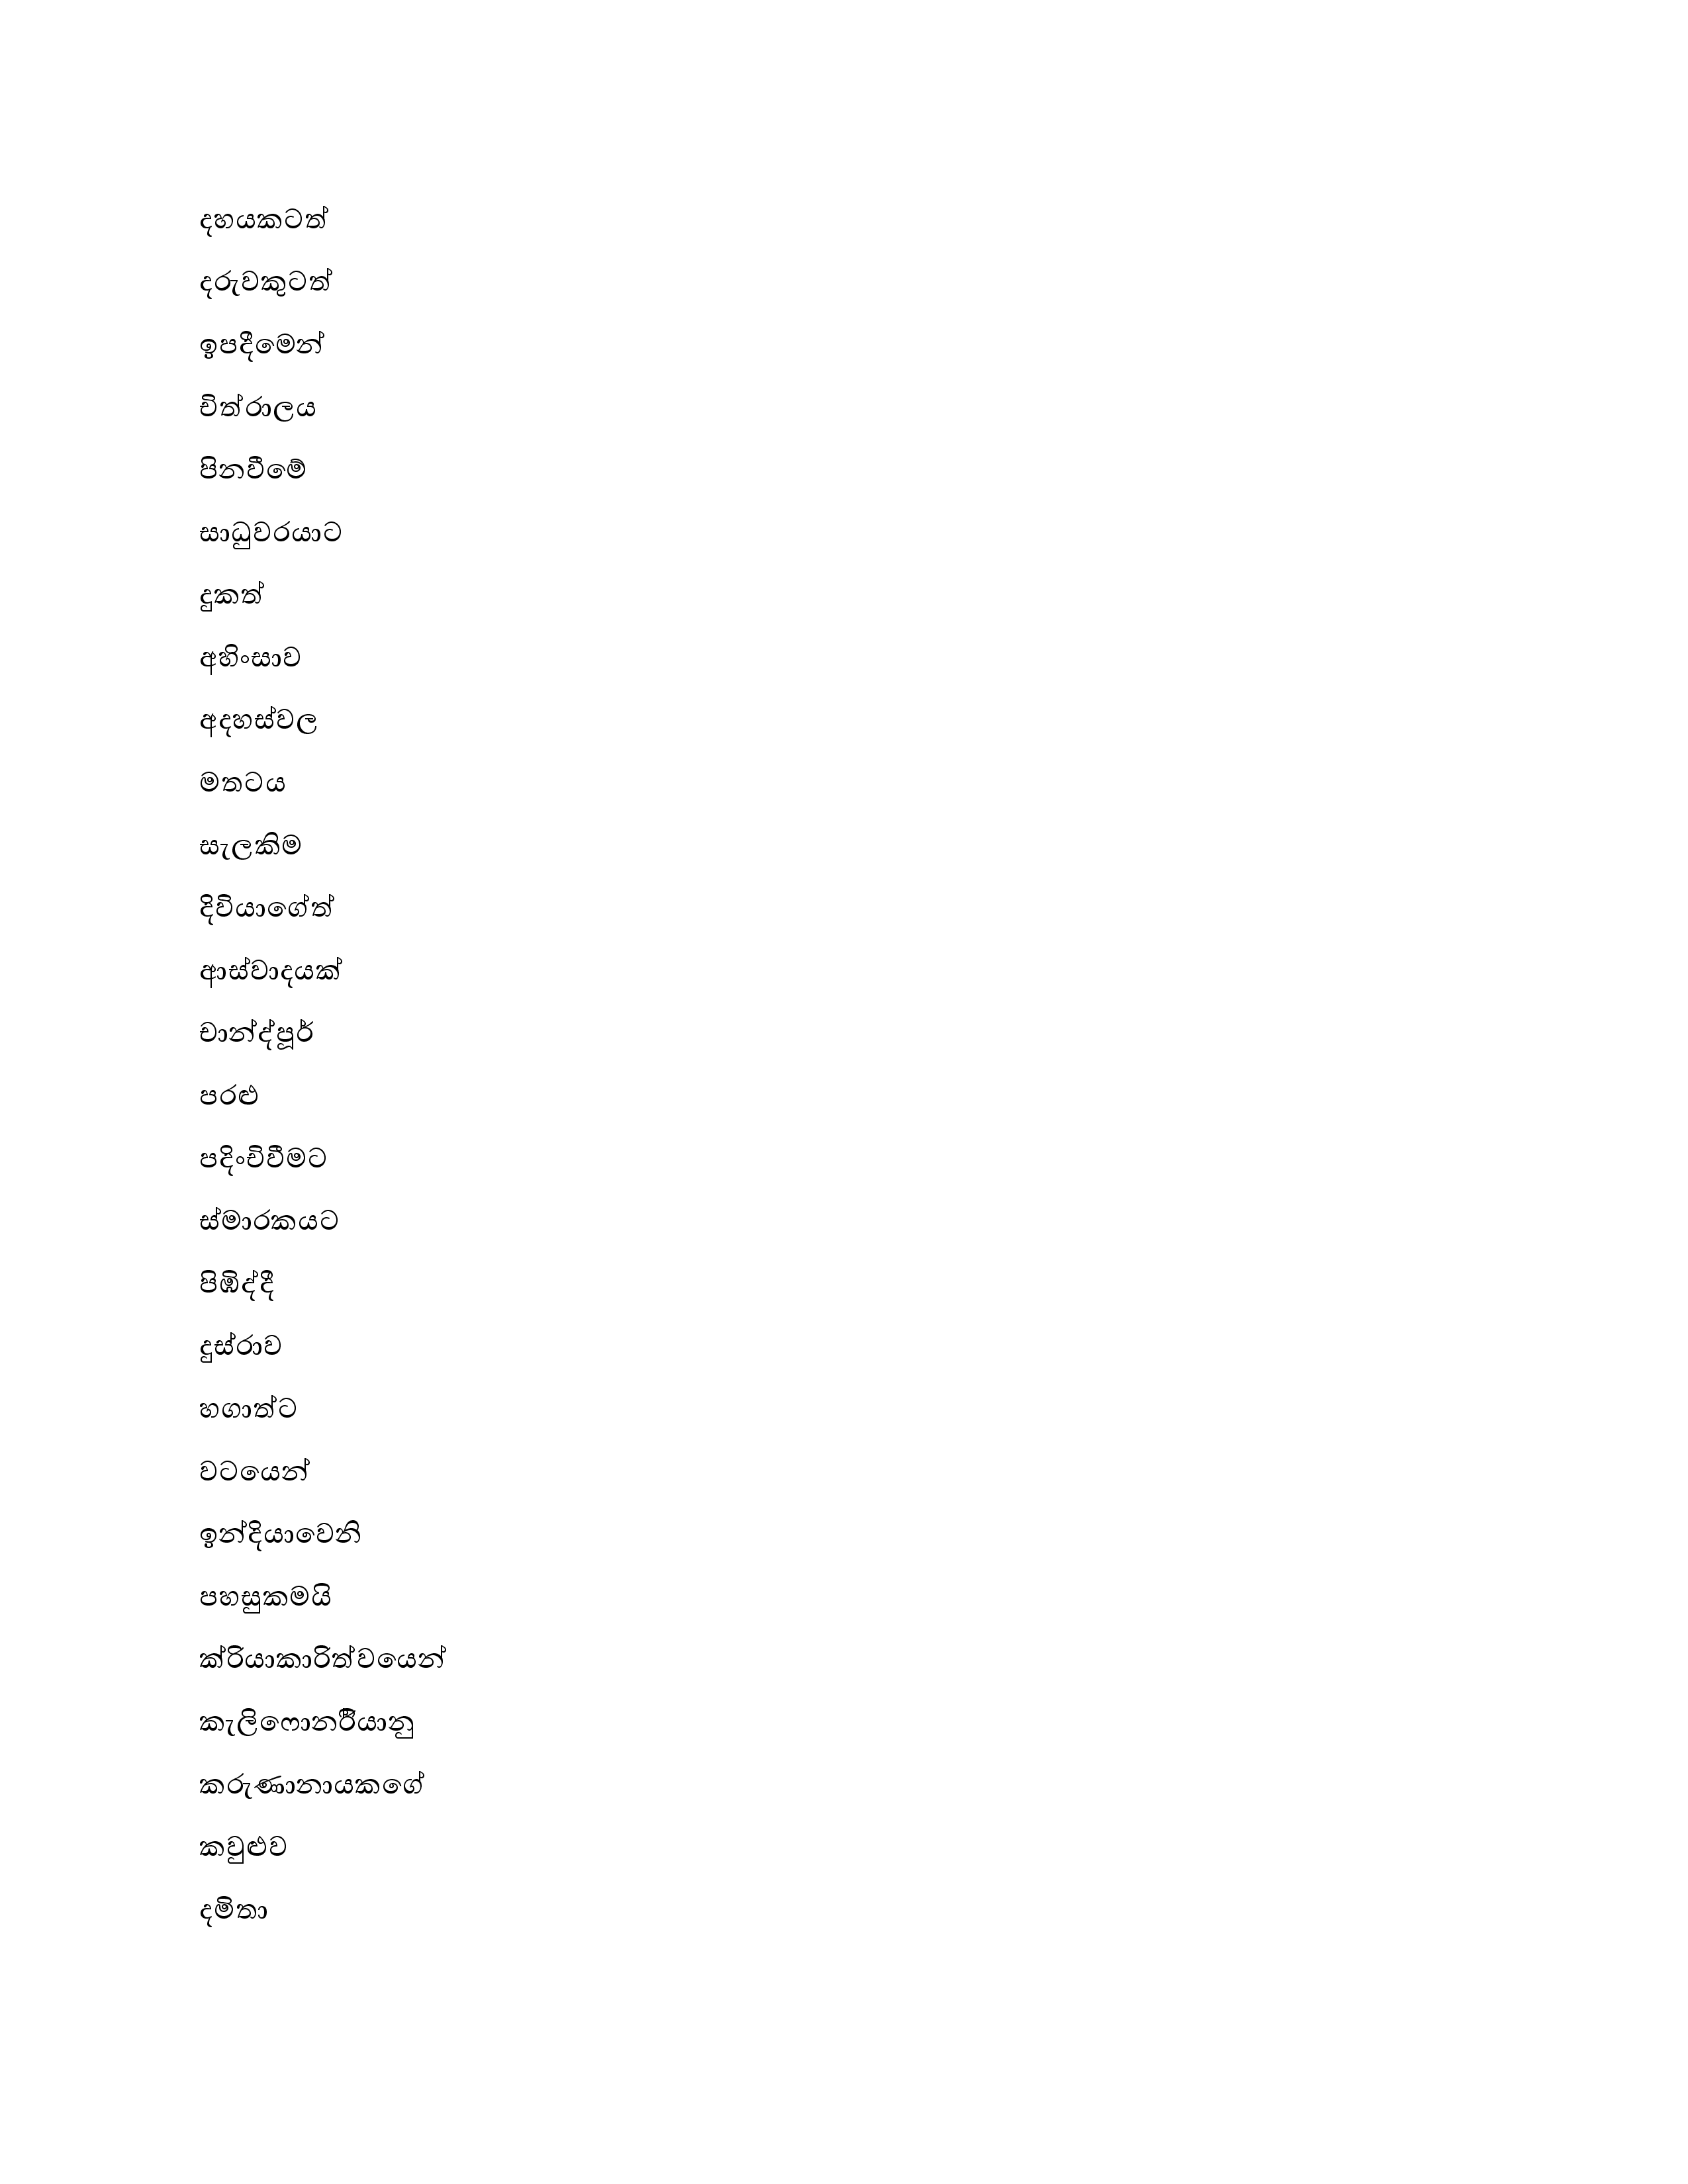 දහයකටත්
දරුවකුටත්
ඉපදීමෙන්
චිත්රාලය
පිනවීමේ
සාධුවරයාට
දුකත්
අහිංසාව
අදහස්වල
මතටය
සැලකිම
දිවියාගේත්
ආස්වාදයක්
චාන්ද්පූර්
පරළු
පදිංචිවීමට
ස්මාරකයට
පිඹිද්දී
දුස්රාව
හගාත්ට
වටයෙන්
ඉන්දියාවෙනි
පහසුකමයි
ක්රියාකාරිත්වයෙන්
කැලිෆොර්නියානු
කරුණානායකගේ
කවුළුව
දමිතා